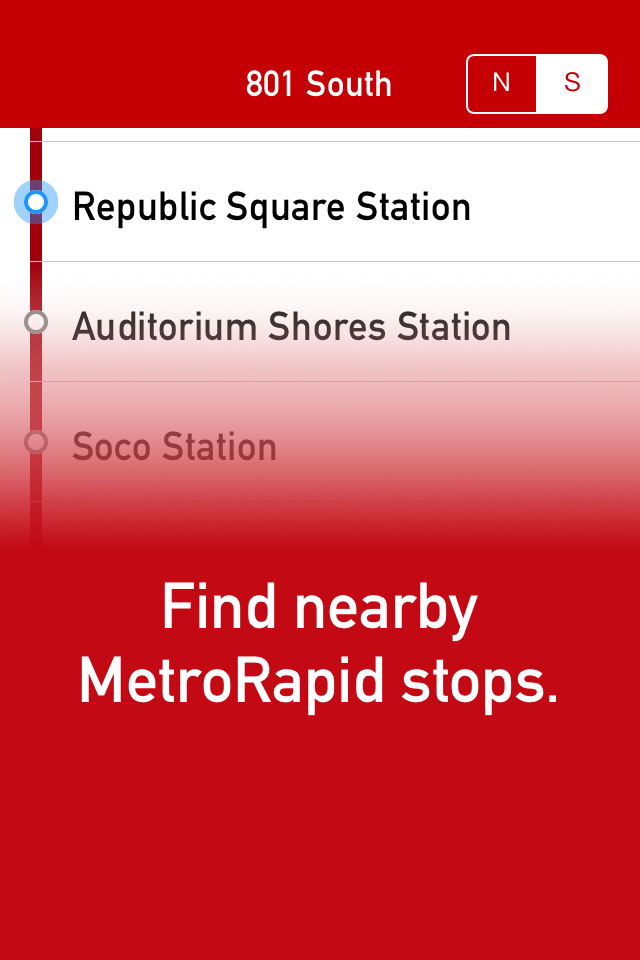 801 South
N
S
Republic Square Station
Auditorium Shores Station
Soco Station
Find nearby
MetroRapid stops.